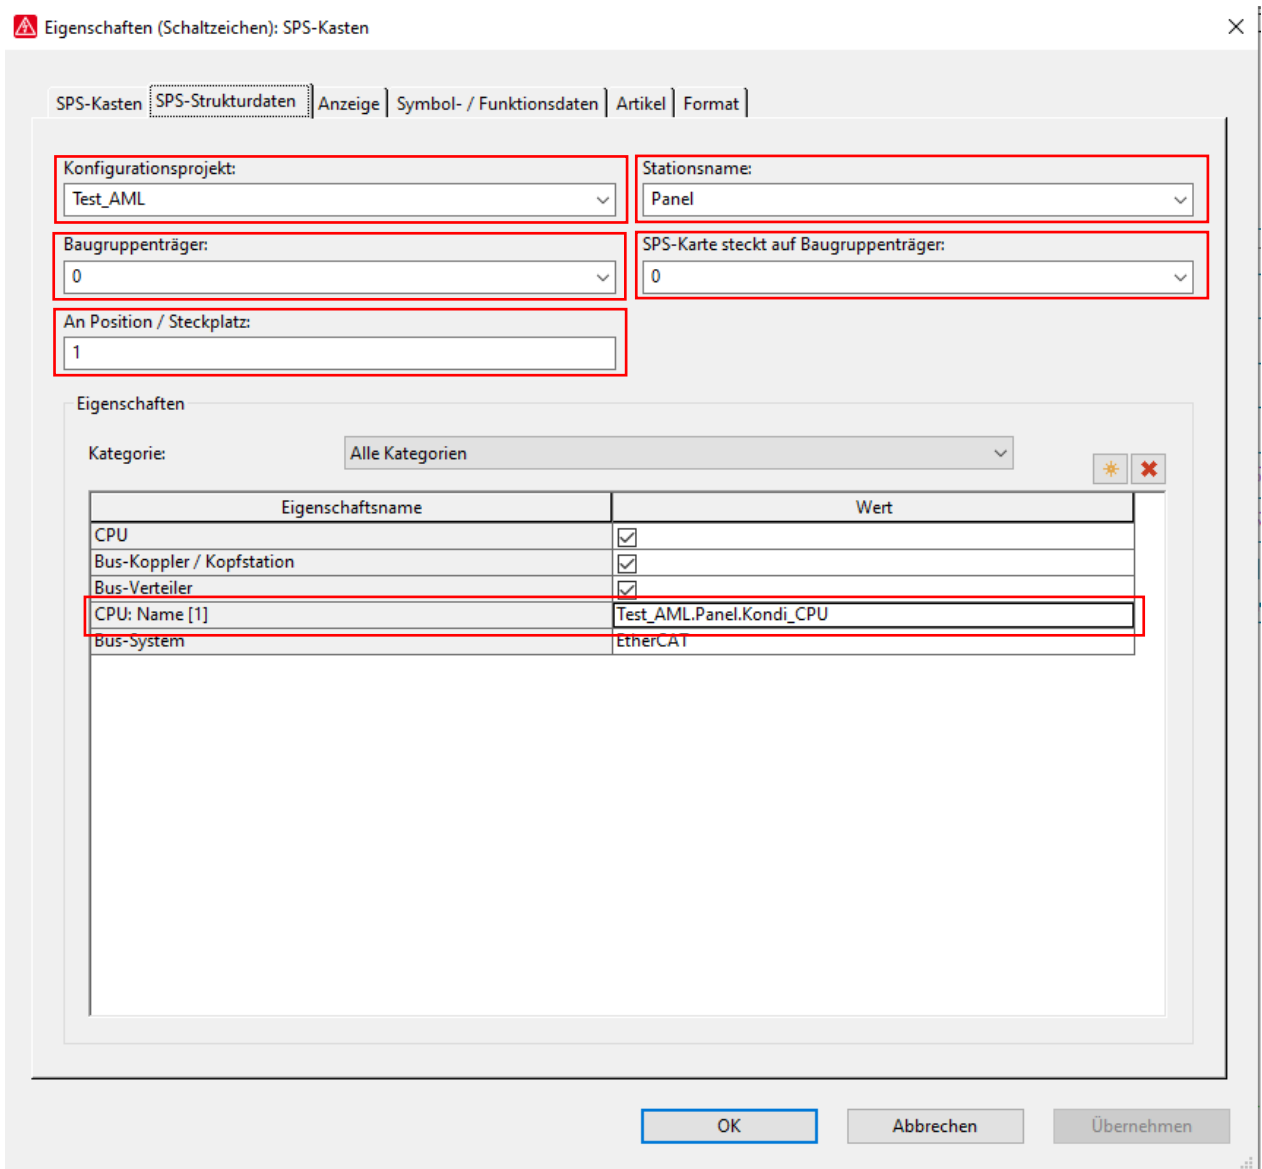 Eigenschaften (Schaltzeichen): SPS-Kasten
SPS-Kasten SPS-Strukturdaten Anzeige Symbol- / Funktionsdaten Artikel Format
Konfigurationsprojekt: Stationsname:
Test_AML Panel
Baugruppenträger: SPS-Karte steckt auf Baugruppenträger:
0 0
An Position / Steckplatz:
1
Eigenschaften
Kategorie: Alle Kategorien
Eigenschaftsname Wert
CPU
Bus-Koppler / Kopfstation
Bus-Verteiler
CPU: Name [1] Test_AML.Panel.Kondi_CPU
Bus-System EtherCAT
OK Abbrechen Übernehmen